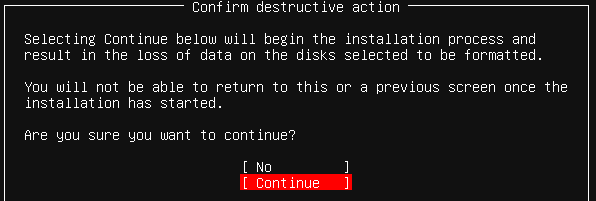 Confirm destructive action
Selecting Continue below will begin the installation process and
result in the loss of data on the disks selected to be formatted.
You will not be able to return to this or a previous screen once the
installation has started.
Are you sure you want to continue?
[ No ]
[ Continue ]